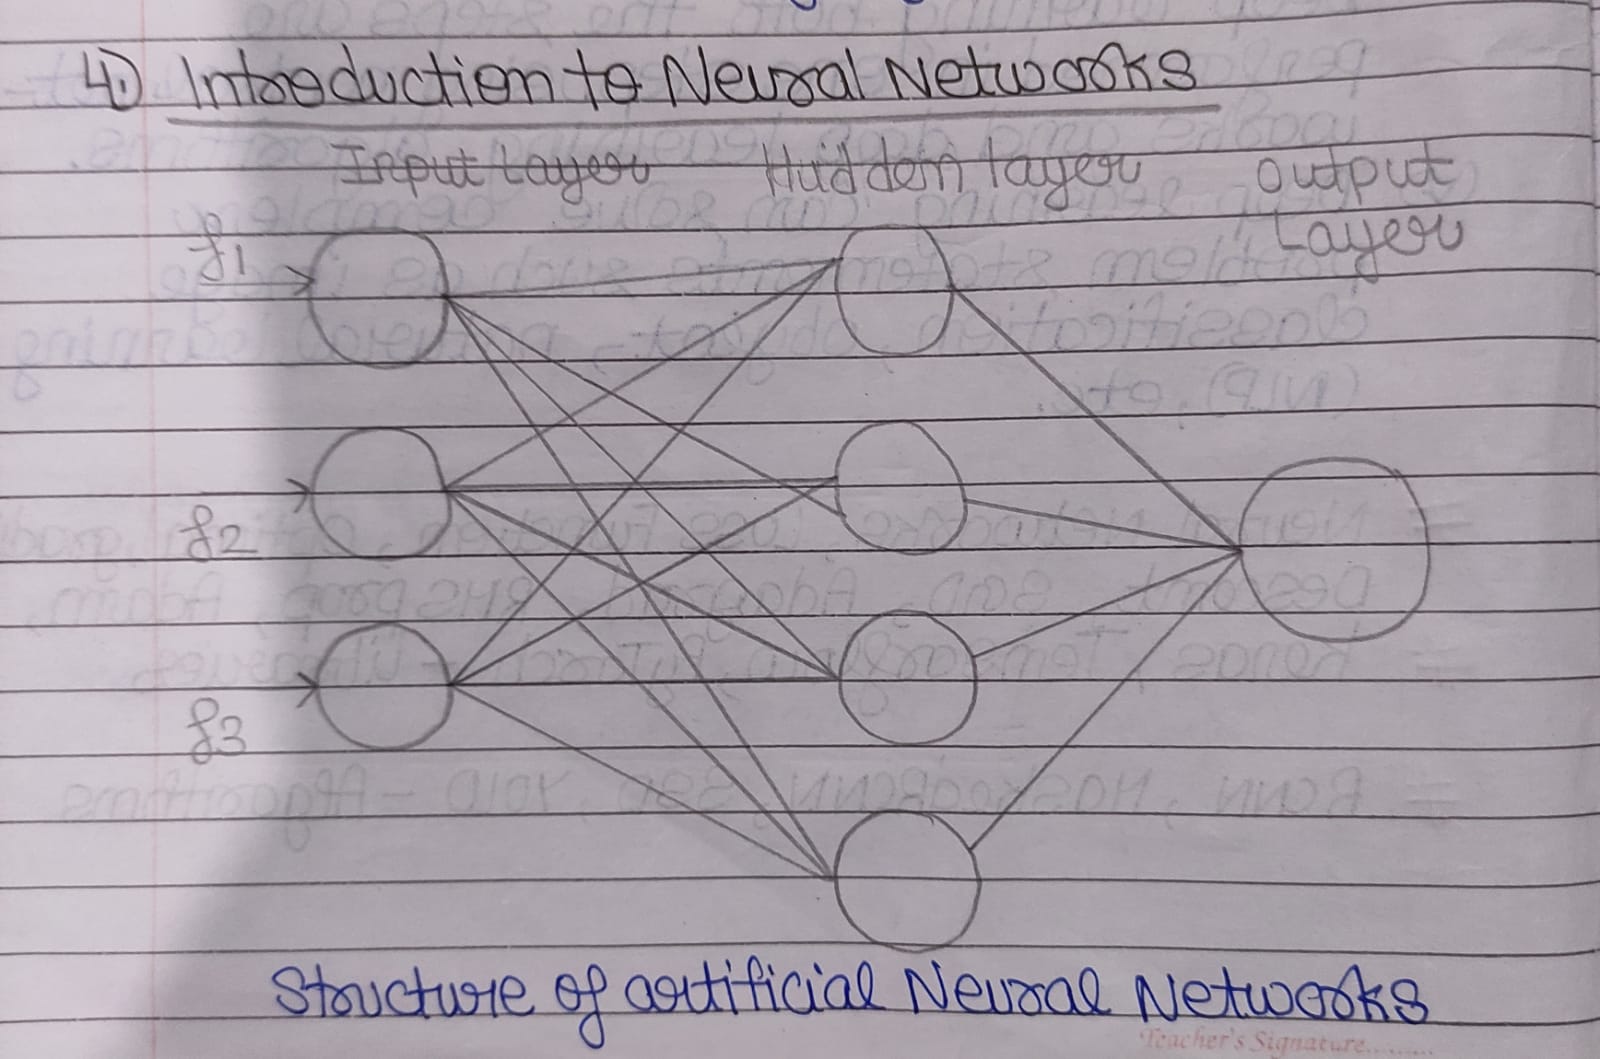 4.) Introduction to Neural Networks
Input Layer Hidden layer output
Layer
f1
f2
f3
Structure of artificial Neural Networks
Teacher's Signature..........